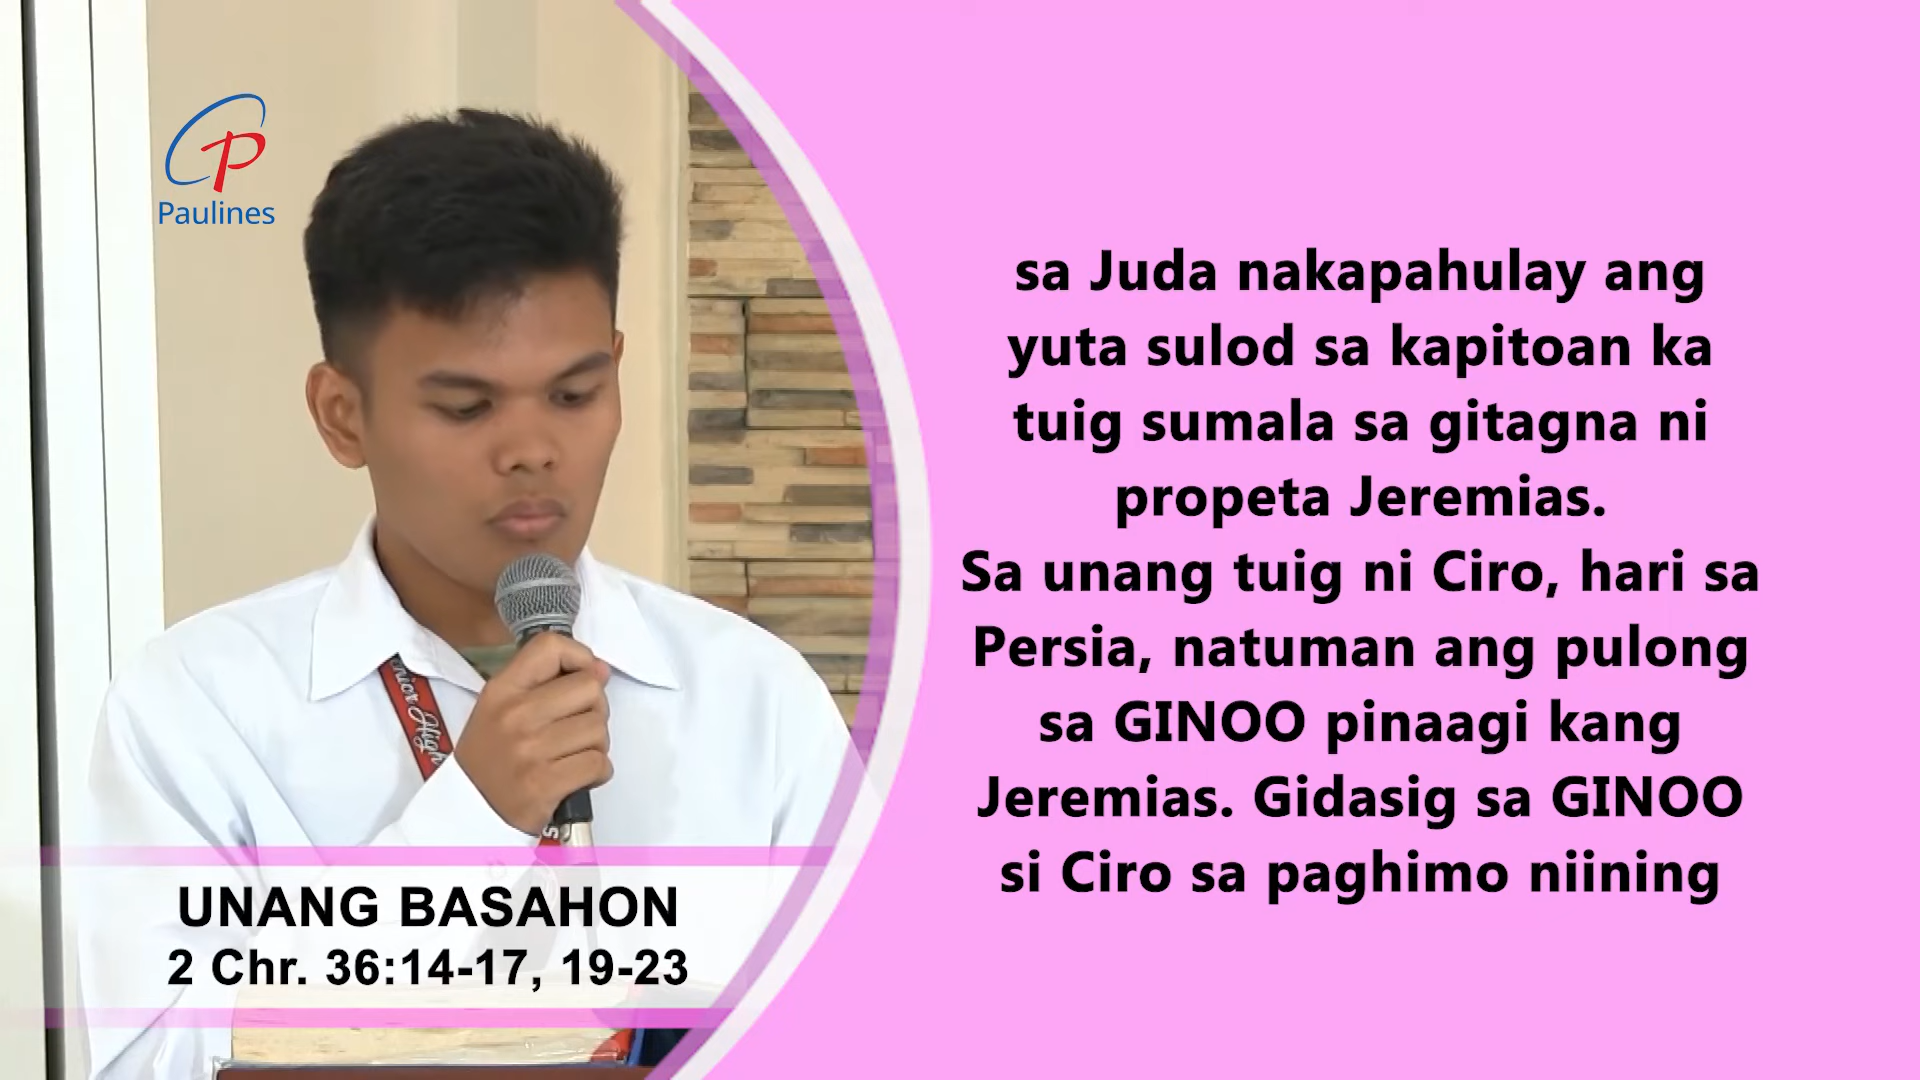 Paulines
sa Juda nakapahulay ang
yuta sulod sa kapitoan ka
tuig sumala sa gitagna ni
propeta Jeremias.
Sa unang tuig ni Ciro, hari sa
Persia, natuman ang pulong
sa GINOO pinaagi kang
Jeremias. Gidasig sa GINOO
si Ciro sa paghimo niining
High
UNANG BASAHON
2 Chr. 36:14-17, 19-23